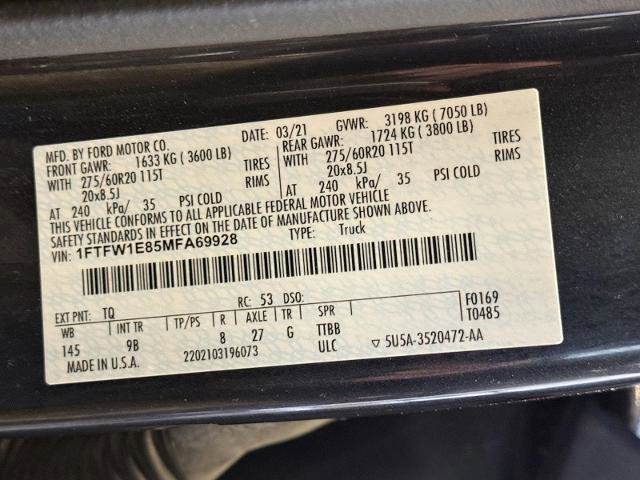 MFD. BY FORD MOTOR CO.
DATE: 03/21 GVWR: 3198 KG ( 7050 LB)
FRONT GAWR: 1633 KG ( 3600 LB)
REAR GAWR: 1724 KG ( 3800 LB)
WITH 275/60R20 115T TIRES
WITH 275/60R20 115T TIRES
20x8.5J RIMS
20x8.5J RIMS
AT 240 kPa/ 35 PSI COLD
AT 240 kPa/ 35 PSI COLD
THIS VEHICLE CONFORMS TO ALL APPLICABLE FEDERAL MOTOR VEHICLE
SAFETY STANDARDS IN EFFECT ON THE DATE OF MANUFACTURE SHOWN ABOVE.
VIN: 1FTFW1E85MFA69928 TYPE: Truck
F0169
T0485
EXT PNT: TQ RC: 53 DSO:
WB INT TR TP/PS R AXLE TR SPR
145 9B 8 27 G TTBB
ULC ▽ 5U5A-3520472-AA
MADE IN U.S.A. 2202103196073